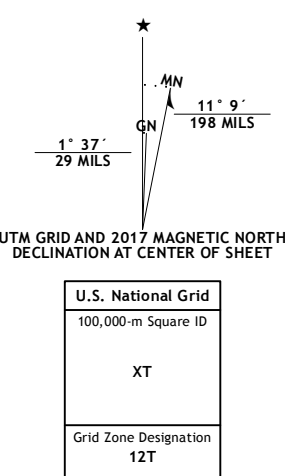 ★
MN
GN
11° 9´
198 MILS
1° 37´
29 MILS
UTM GRID AND 2017 MAGNETIC NORTH
DECLINATION AT CENTER OF SHEET
U.S. National Grid
100,000-m Square ID
XT
Grid Zone Designation
12T